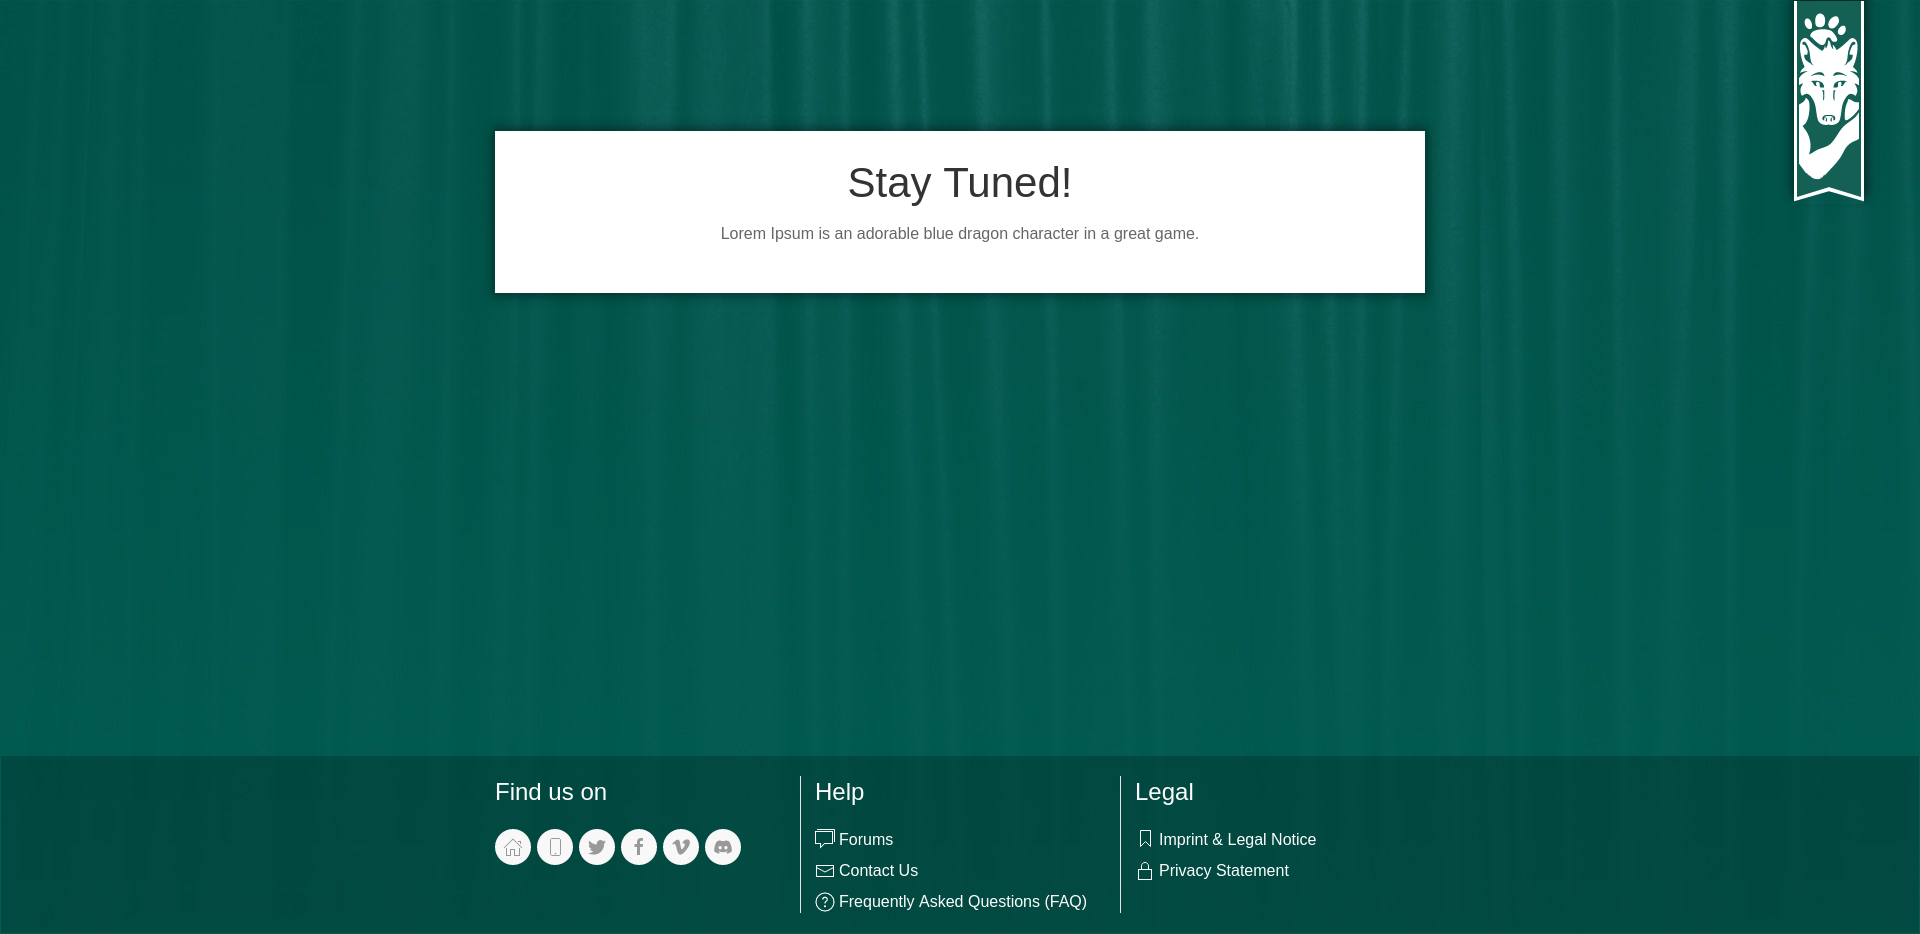 Stay Tuned!
Lorem Ipsum is an adorable blue dragon character in a great game.
Find us on
Help
Forums
Contact Us
Frequently Asked Questions (FAQ)
Legal
Imprint & Legal Notice
Privacy Statement